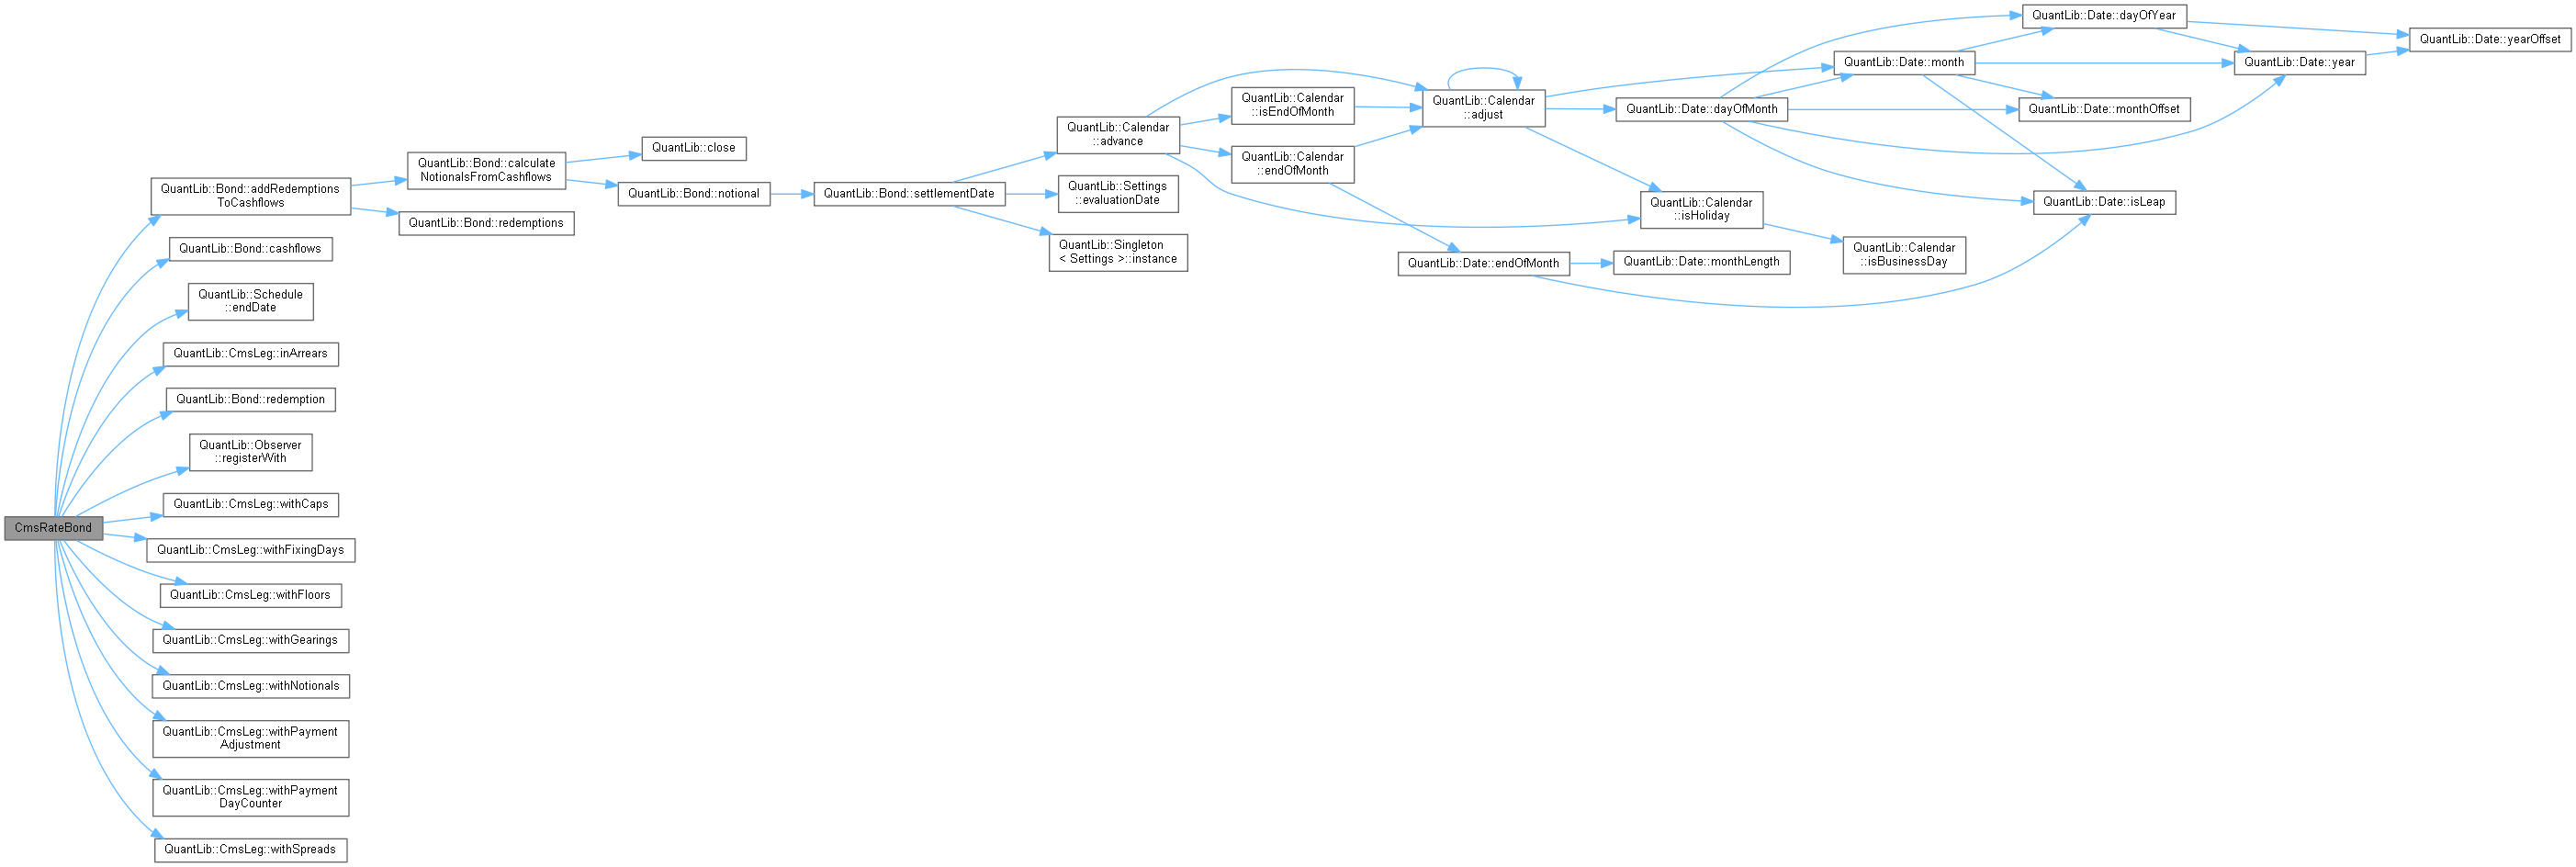 CmsRateBond
QuantLib::Bond::addRedemptions
ToCashflows
QuantLib::Bond::cashflows
QuantLib::Schedule
::endDate
QuantLib::CmsLeg::inArrears
QuantLib::Bond::redemption
QuantLib::Observer
::registerWith
QuantLib::CmsLeg::withCaps
QuantLib::CmsLeg::withFixingDays
QuantLib::CmsLeg::withFloors
QuantLib::CmsLeg::withGearings
QuantLib::CmsLeg::withNotionals
QuantLib::CmsLeg::withPayment
Adjustment
QuantLib::CmsLeg::withPayment
DayCounter
QuantLib::CmsLeg::withSpreads
QuantLib::Bond::calculate
NotionalsFromCashflows
QuantLib::Bond::redemptions
QuantLib::close
QuantLib::Bond::notional
QuantLib::Bond::settlementDate
QuantLib::Calendar
::advance
QuantLib::Settings
::evaluationDate
QuantLib::Singleton
< Settings >::instance
QuantLib::Calendar
::isEndOfMonth
QuantLib::Calendar
::endOfMonth
QuantLib::Calendar
::adjust
QuantLib::Date::endOfMonth
QuantLib::Date::dayOfMonth
QuantLib::Calendar
::isHoliday
QuantLib::Date::monthLength
QuantLib::Date::month
QuantLib::Calendar
::isBusinessDay
QuantLib::Date::dayOfYear
QuantLib::Date::monthOffset
QuantLib::Date::isLeap
QuantLib::Date::year
QuantLib::Date::yearOffset